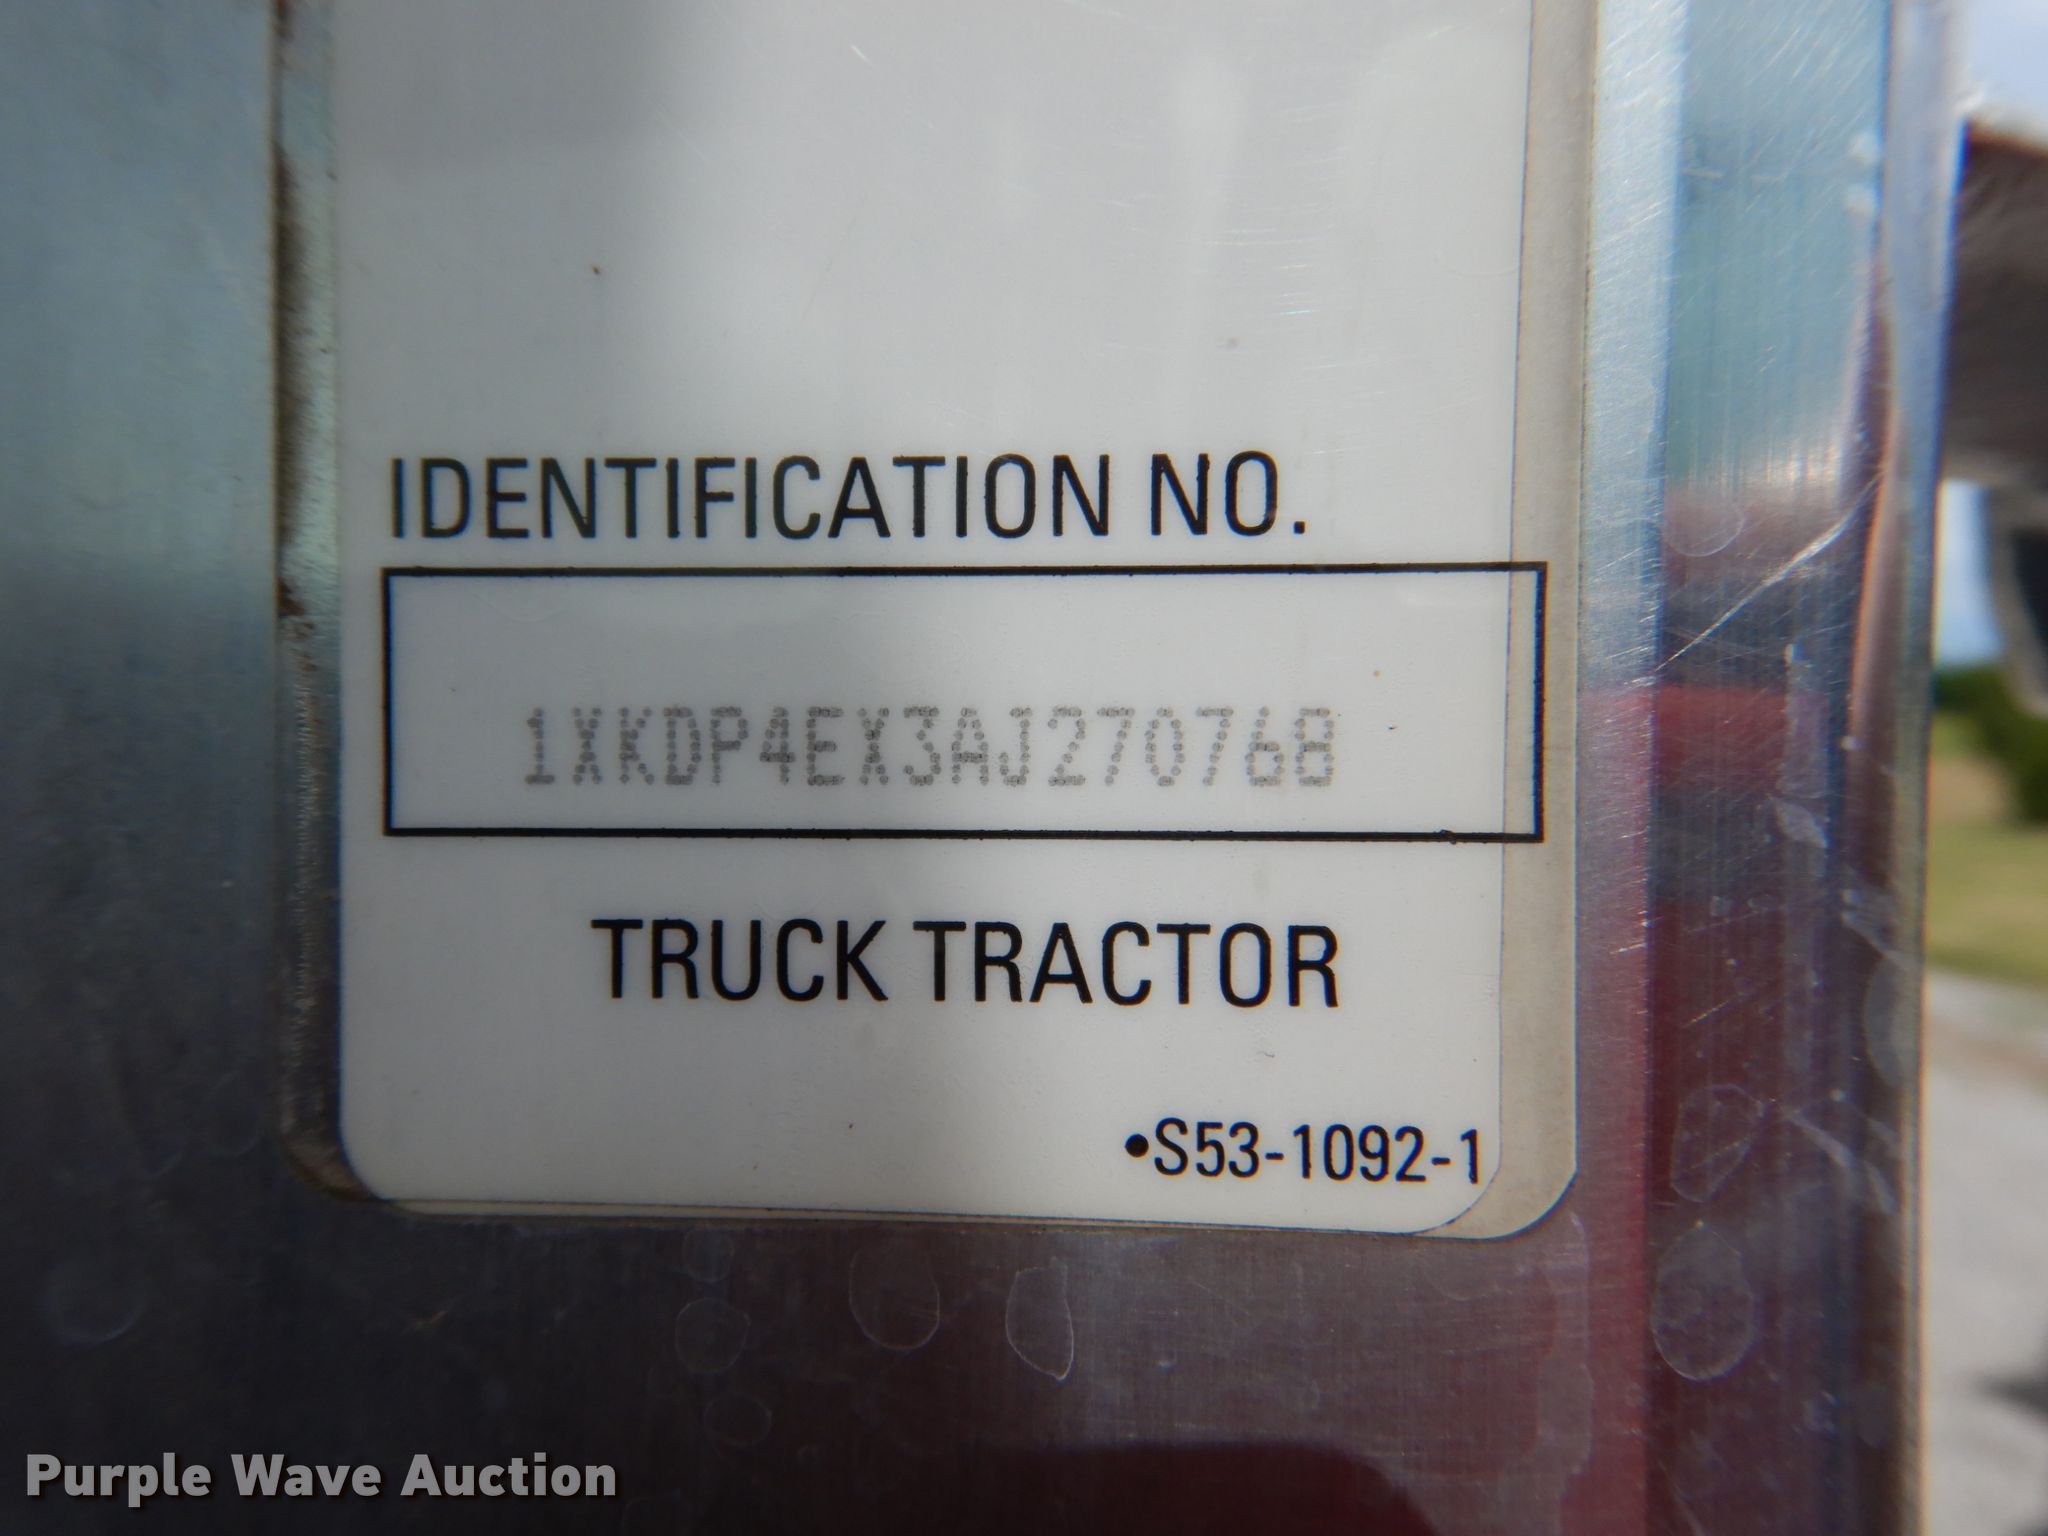 IDENTIFICATION NO.
1XKDP4EX3AJ270768
TRUCK TRACTOR
•S53-1092-1
Purple Wave Auction